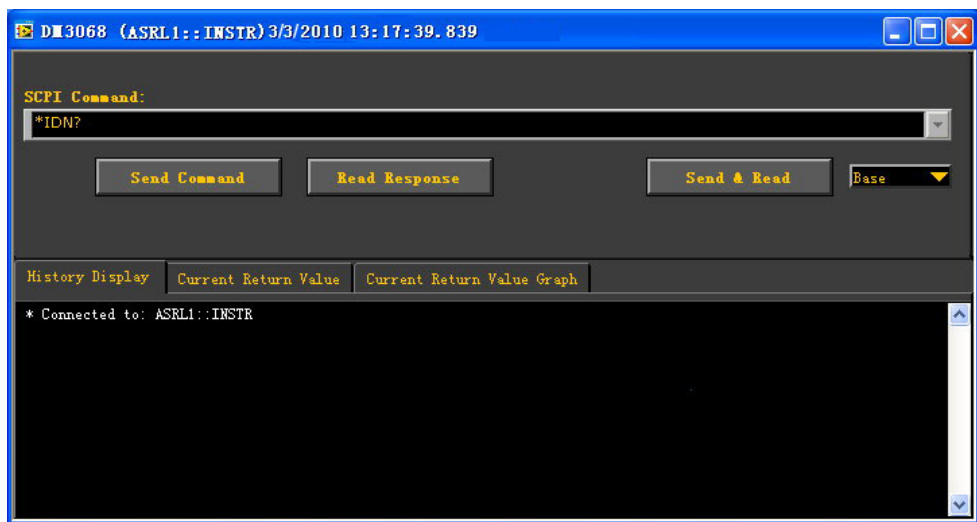 DM3068 (ASRL1::INSTR) 3/3/2010 13:17:39.839
SCPI Command:
*IDN?
Send Command Read Response Send & Read Base
History Display Current Return Value Current Return Value Graph
* Connected to: ASRL1::INSTR